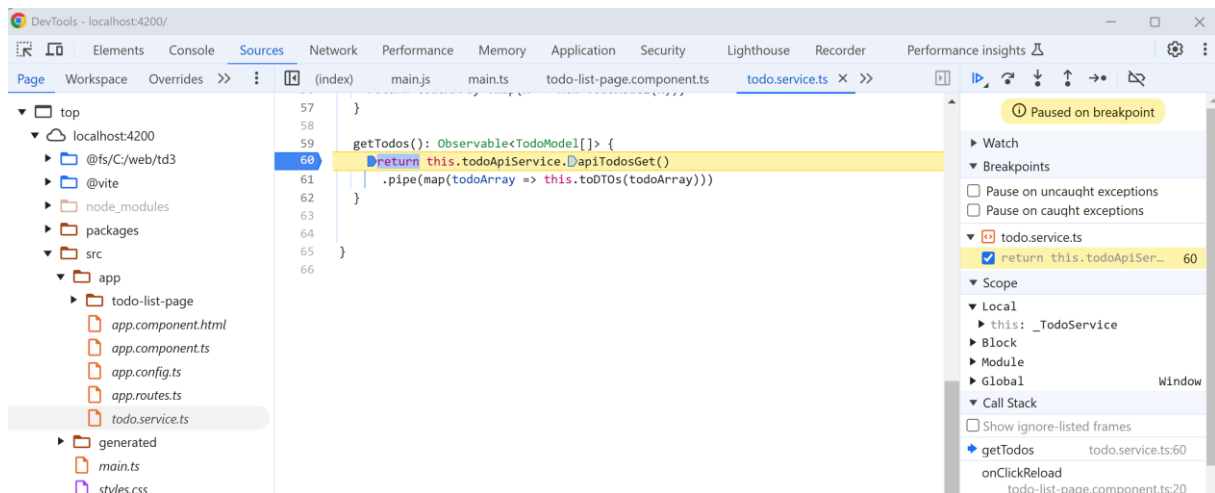 DevTools - localhost:4200/
Elements Console Sources Network Performance Memory Application Security Lighthouse Recorder Performance insights
Page Workspace Overrides >> (index) main.js main.ts todo-list-page.component.ts todo.service.ts × >>
Paused on breakpoint
top
localhost:4200
@fs/C:/web/td3
@vite
node_modules
packages
src
app
todo-list-page
app.component.html
app.component.ts
app.config.ts
app.routes.ts
todo.service.ts
generated
main.ts
styles.css
57 }
58
59 getTodos(): Observable<TodoModel[]> {
60 return this.todoApiService.apiTodosGet()
61 .pipe(map(todoArray => this.toDTOs(todoArray)))
62 }
63
64
65 }
66
Watch
Breakpoints
Pause on uncaught exceptions
Pause on caught exceptions
todo.service.ts
return this.todoApiSer… 60
Scope
Local
this: _TodoService
Block
Module
Global Window
Call Stack
Show ignore-listed frames
getTodos todo.service.ts:60
onClickReload
todo-list-page.component.ts:20